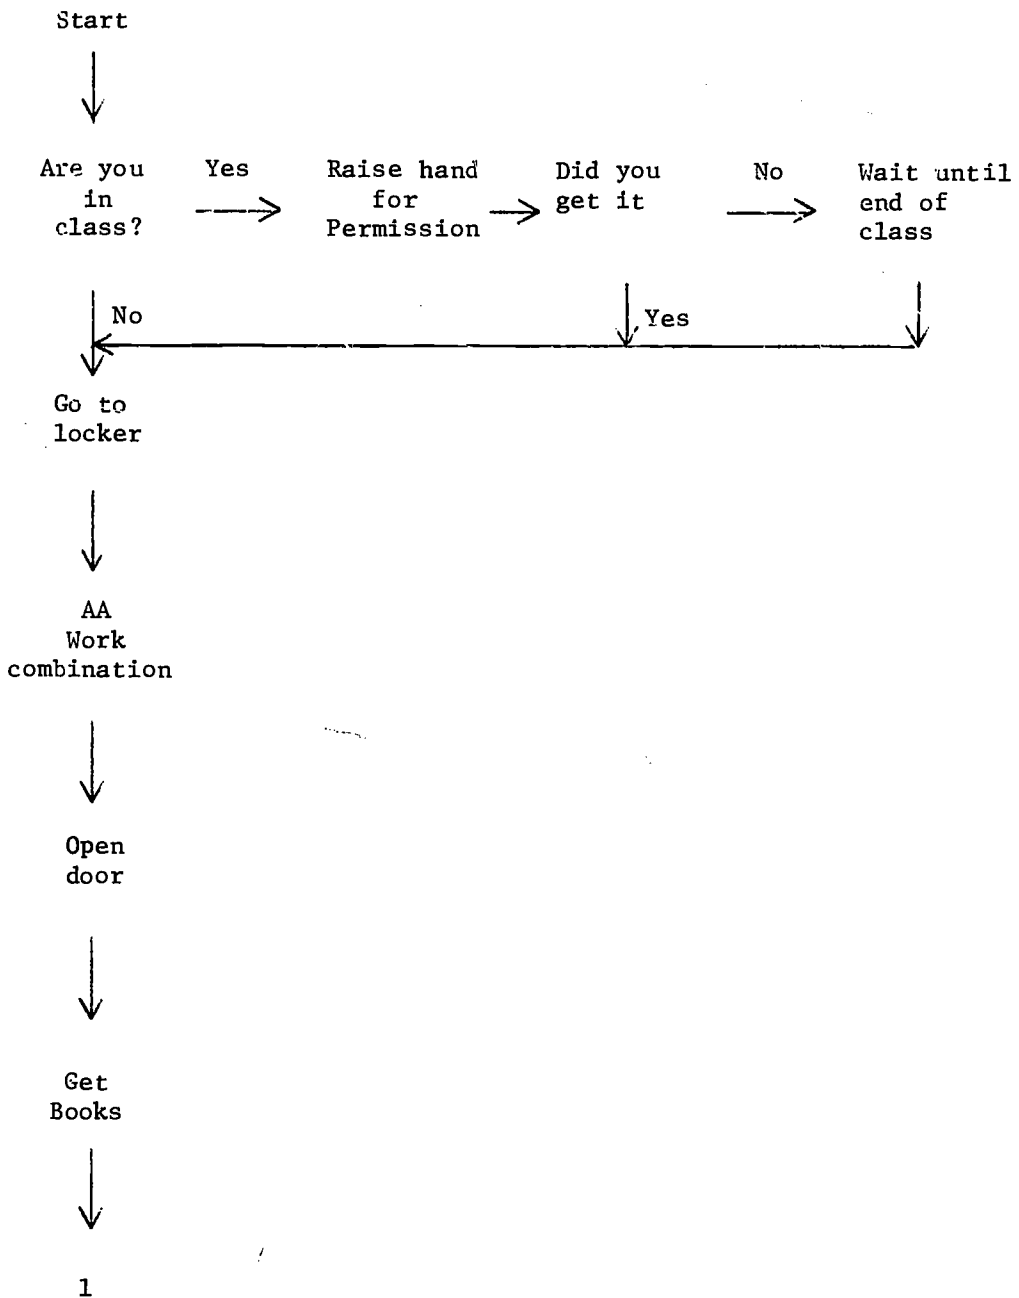 Start
Are you
in
class?
Yes
Raise hand
for
Permission
Did you
get it
No
Wait until
end of
class
No
Yes
Go to
locker
AA
Work
combination
Open
door
Get
Books
1